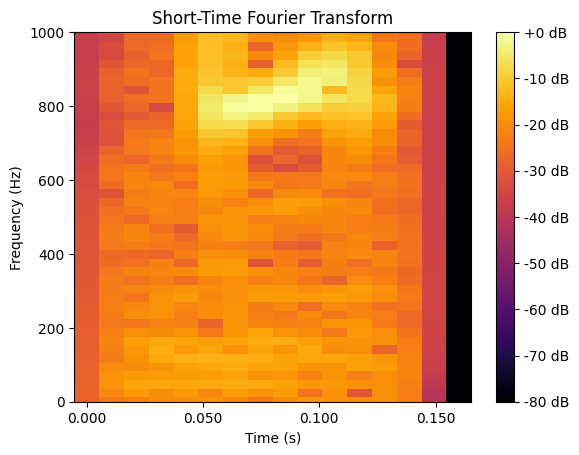 Short-Time Fourier Transform
1000
800
600
400
200
0
Frequency (Hz)
0.000
0.050
0.100
0.150
Time (s)
+0 dB
-10 dB
-20 dB
-30 dB
-40 dB
-50 dB
-60 dB
-70 dB
-80 dB